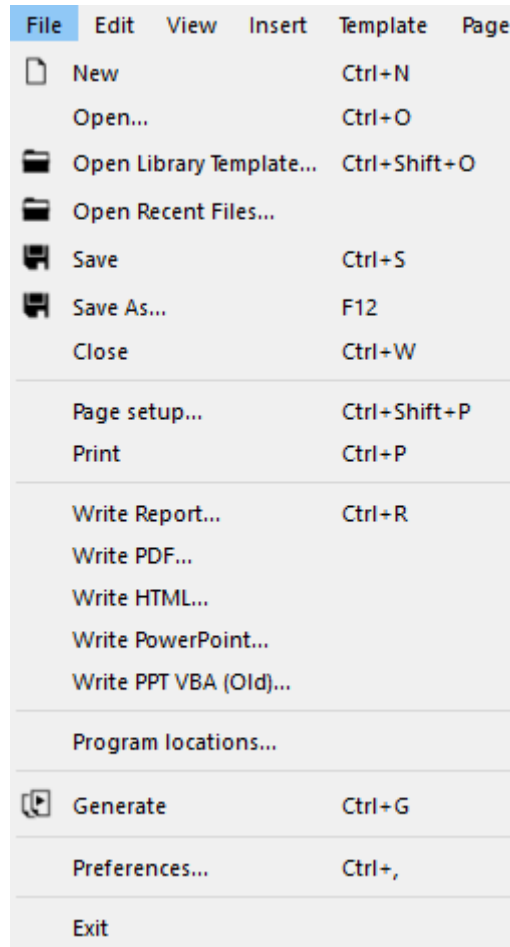 File Edit View Insert Template Page
New Ctrl+N
Open... Ctrl+O
Open Library Template... Ctrl+Shift+O
Open Recent Files...
Save Ctrl+S
Save As... F12
Close Ctrl+W
Page setup... Ctrl+Shift+P
Print Ctrl+P
Write Report... Ctrl+R
Write PDF...
Write HTML...
Write PowerPoint...
Write PPT VBA (Old)...
Program locations...
Generate Ctrl+G
Preferences... Ctrl+,
Exit